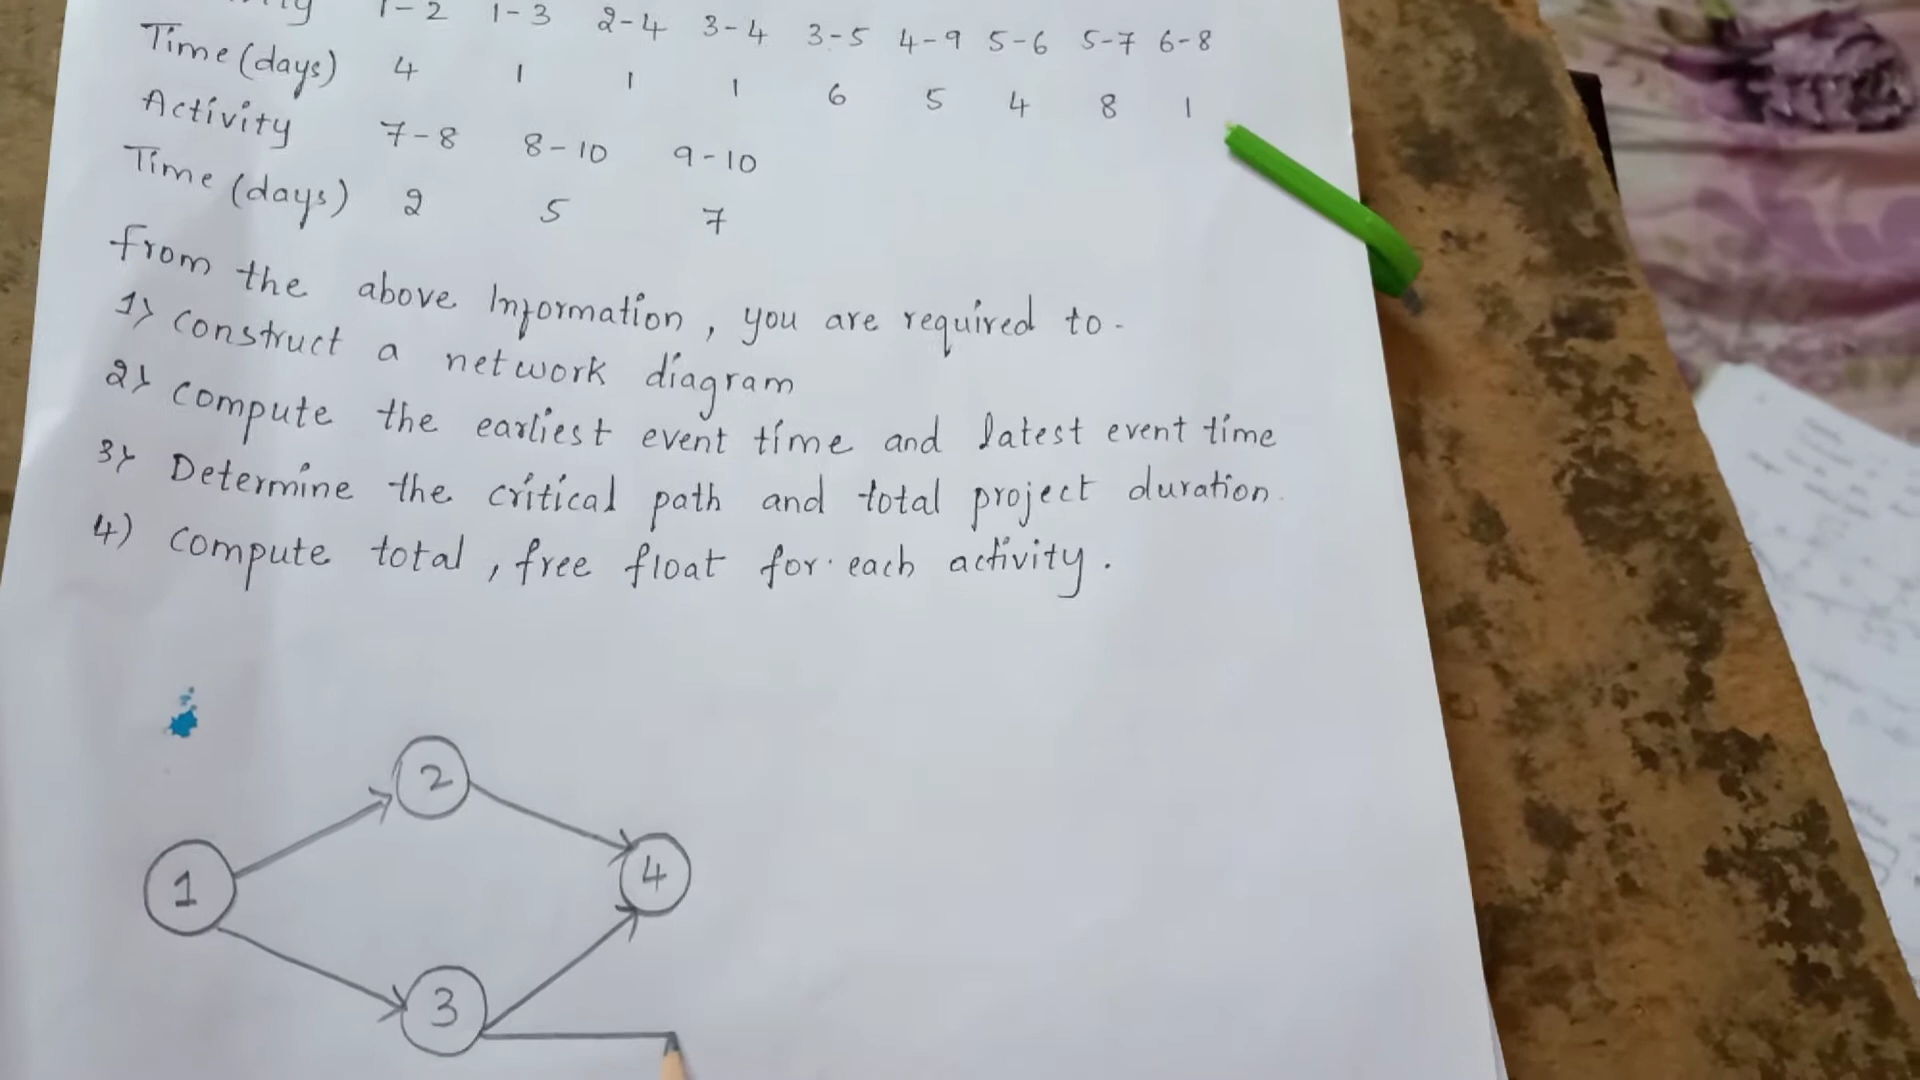 1-2 1-3 2-4 3-4 3-5 4-9 5-6 5-7 6-8
Time (days) 4 1 1 1 6 5 4 8 1
Activity 7-8 8-10 9-10
Time (days) 2 5 7
From the above Information, you are required to -
1) construct a network diagram
2) compute the earliest event time and latest event time
3) Determine the critical path and total project duration.
4) compute total, free float for each activity.
2
4
1
3